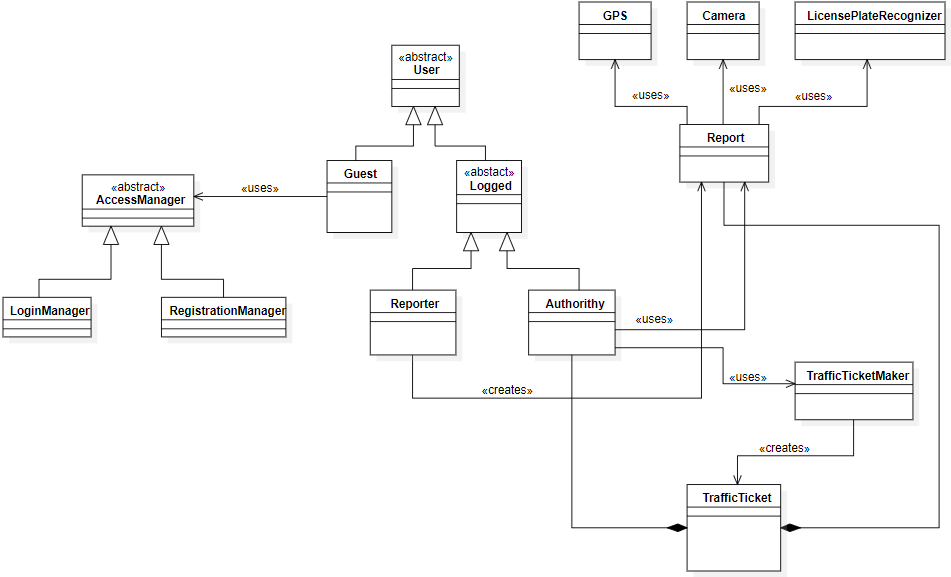 GPS
Camera
LicensePlateRecognizer
«uses»
«uses»
«uses»
«abstract»
User
Report
Guest
«abstact»
Logged
«abstract»
AccessManager
«uses»
LoginManager
RegistrationManager
Reporter
Authorithy
«uses»
«uses»
TrafficTicketMaker
«creates»
«creates»
TrafficTicket